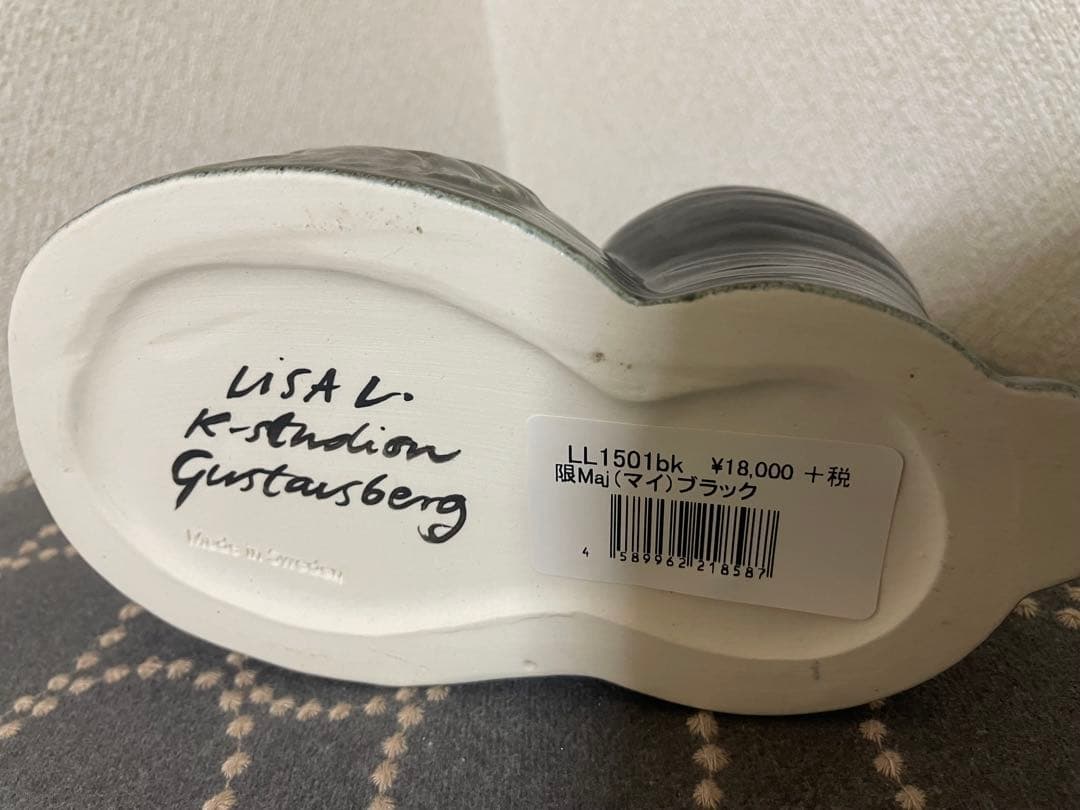 LiSA L.
K-studion
Gustavsberg
Made in Sweden
LL1501bk ¥18,000 +税
限Maj(マイ)ブラック
4 589962 218587